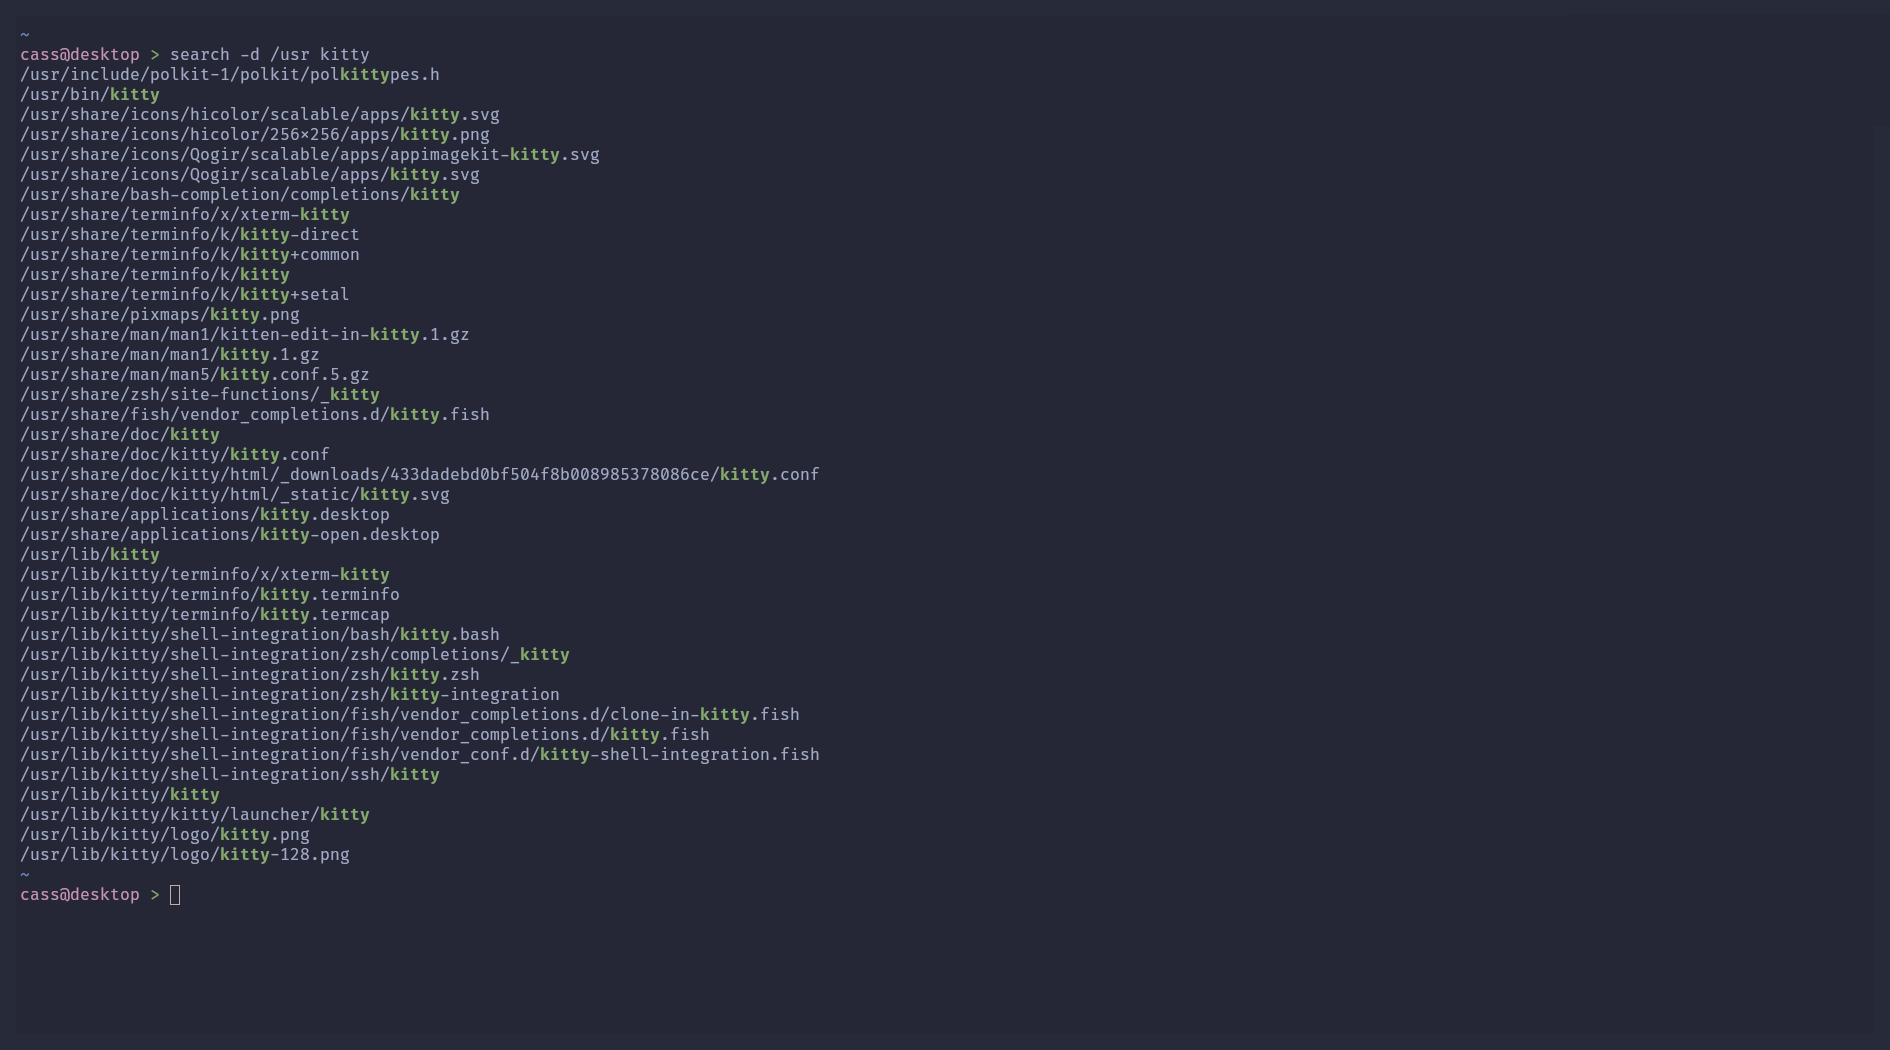 ~
cass@desktop > search -d /usr kitty
/usr/include/polkit-1/polkit/polkittypes.h
/usr/bin/kitty
/usr/share/icons/hicolor/scalable/apps/kitty.svg
/usr/share/icons/hicolor/256×256/apps/kitty.png
/usr/share/icons/Qogir/scalable/apps/appimagekit-kitty.svg
/usr/share/icons/Qogir/scalable/apps/kitty.svg
/usr/share/bash-completion/completions/kitty
/usr/share/terminfo/x/xterm-kitty
/usr/share/terminfo/k/kitty-direct
/usr/share/terminfo/k/kitty+common
/usr/share/terminfo/k/kitty
/usr/share/terminfo/k/kitty+setal
/usr/share/pixmaps/kitty.png
/usr/share/man/man1/kitten-edit-in-kitty.1.gz
/usr/share/man/man1/kitty.1.gz
/usr/share/man/man5/kitty.conf.5.gz
/usr/share/zsh/site-functions/_kitty
/usr/share/fish/vendor_completions.d/kitty.fish
/usr/share/doc/kitty
/usr/share/doc/kitty/kitty.conf
/usr/share/doc/kitty/html/_downloads/433dadebd0bf504f8b008985378086ce/kitty.conf
/usr/share/doc/kitty/html/_static/kitty.svg
/usr/share/applications/kitty.desktop
/usr/share/applications/kitty-open.desktop
/usr/lib/kitty
/usr/lib/kitty/terminfo/x/xterm-kitty
/usr/lib/kitty/terminfo/kitty.terminfo
/usr/lib/kitty/terminfo/kitty.termcap
/usr/lib/kitty/shell-integration/bash/kitty.bash
/usr/lib/kitty/shell-integration/zsh/completions/_kitty
/usr/lib/kitty/shell-integration/zsh/kitty.zsh
/usr/lib/kitty/shell-integration/zsh/kitty-integration
/usr/lib/kitty/shell-integration/fish/vendor_completions.d/clone-in-kitty.fish
/usr/lib/kitty/shell-integration/fish/vendor_completions.d/kitty.fish
/usr/lib/kitty/shell-integration/fish/vendor_conf.d/kitty-shell-integration.fish
/usr/lib/kitty/shell-integration/ssh/kitty
/usr/lib/kitty/kitty
/usr/lib/kitty/kitty/launcher/kitty
/usr/lib/kitty/logo/kitty.png
/usr/lib/kitty/logo/kitty-128.png
~
cass@desktop >